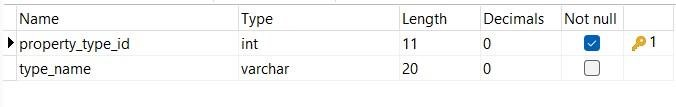 Name Type Length Decimals Not null
property_type_id int 11 0 1
type_name varchar 20 0